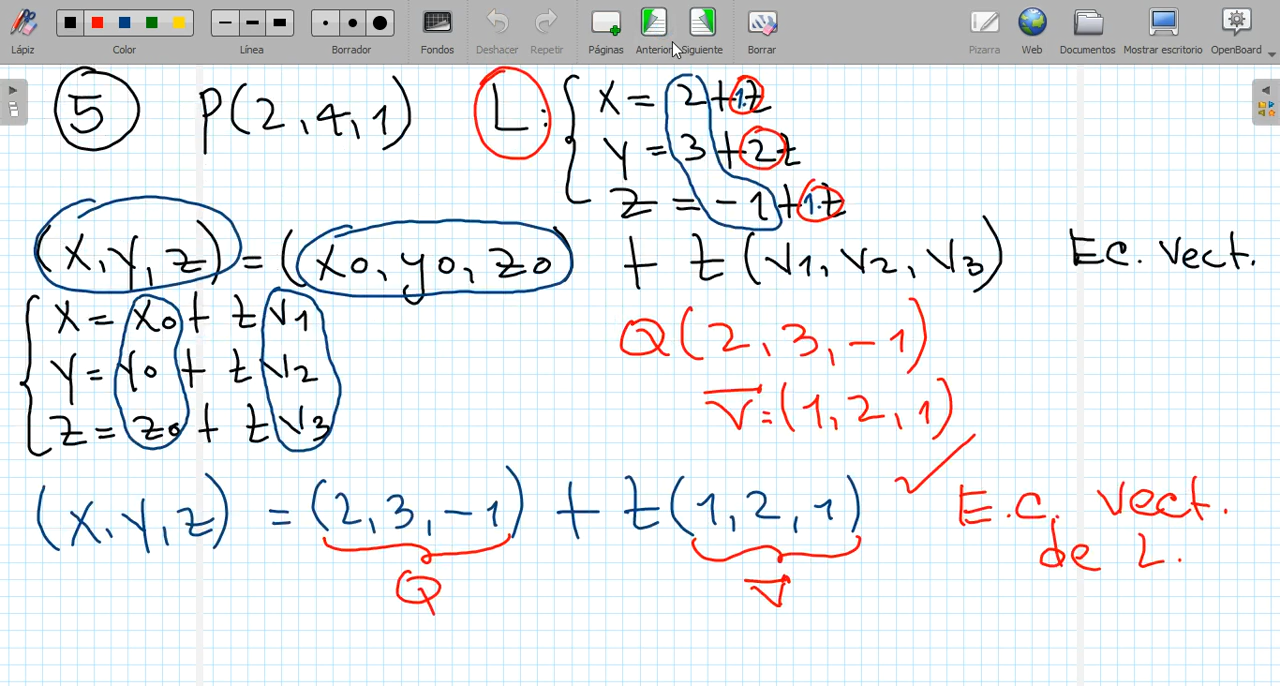 Lápiz Color Línea Borrador Fondos Deshacer Repetir Páginas Anterior Siguiente Borrar Pizarra Web Documentos Mostrar escritorio OpenBoard
5 P(2,4,1) L: { x = 2+1.t
y = 3+2t
z = -1+1.t
(x,y,z) = (x0,y0,z0) + t(v1,v2,v3) Ec. vect.
{ x = x0 + t v1
y = y0 + t v2
z = z0 + t v3
Q(2,3,-1)
v=(1,2,1)
(x,y,z) = (2,3,-1) + t(1,2,1) E.C. vect.
de L.
Q v